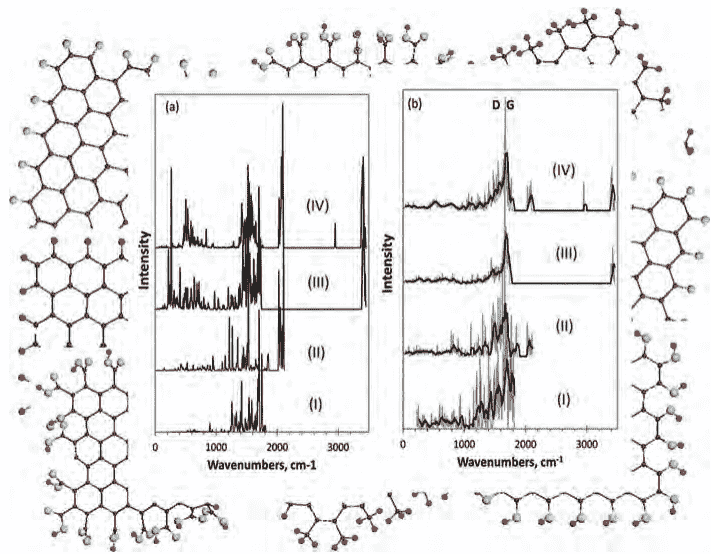 (a)
(IV)
(III)
(II)
(I)
Intensity
0 1000 2000 3000
Wavenumbers, cm-1
(b)
D G
(IV)
(III)
(II)
(I)
Intensity
0 1000 2000 3000
Wavenumbers, cm-1